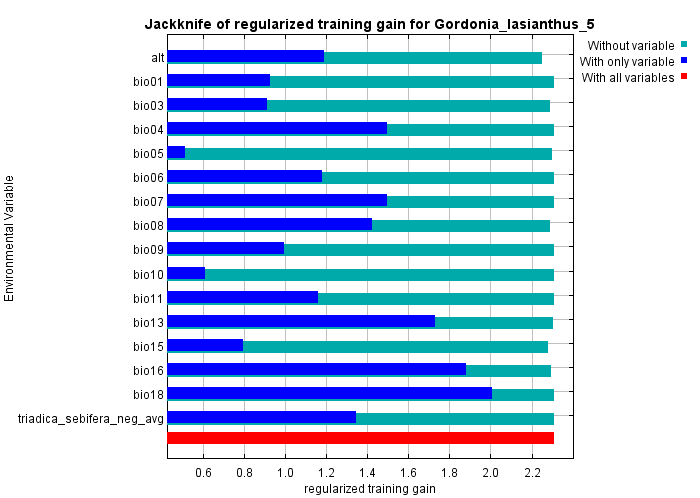 Jackknife of regularized training gain for Gordonia_lasianthus_5
Without variable
With only variable
With all variables
Environmental Variable
alt
bio01
bio03
bio04
bio05
bio06
bio07
bio08
bio09
bio10
bio11
bio13
bio15
bio16
bio18
triadica_sebifera_neg_avg
0.6 0.8 1.0 1.2 1.4 1.6 1.8 2.0 2.2
regularized training gain